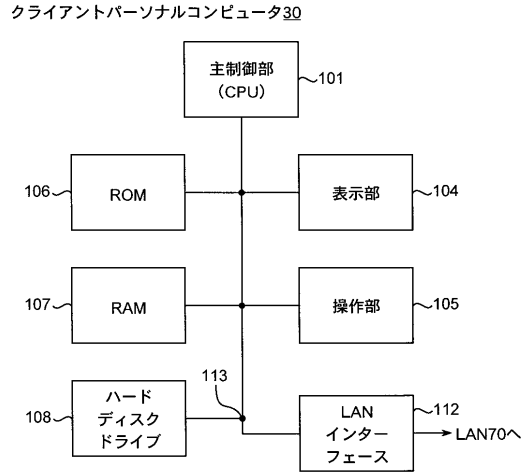 クライアントパーソナルコンピュータ30
主制御部
(CPU)
101
106
ROM
表示部
104
107
RAM
操作部
105
113
108
ハード
ディスク
ドライブ
LAN
インター
フェース
112
LAN70へ